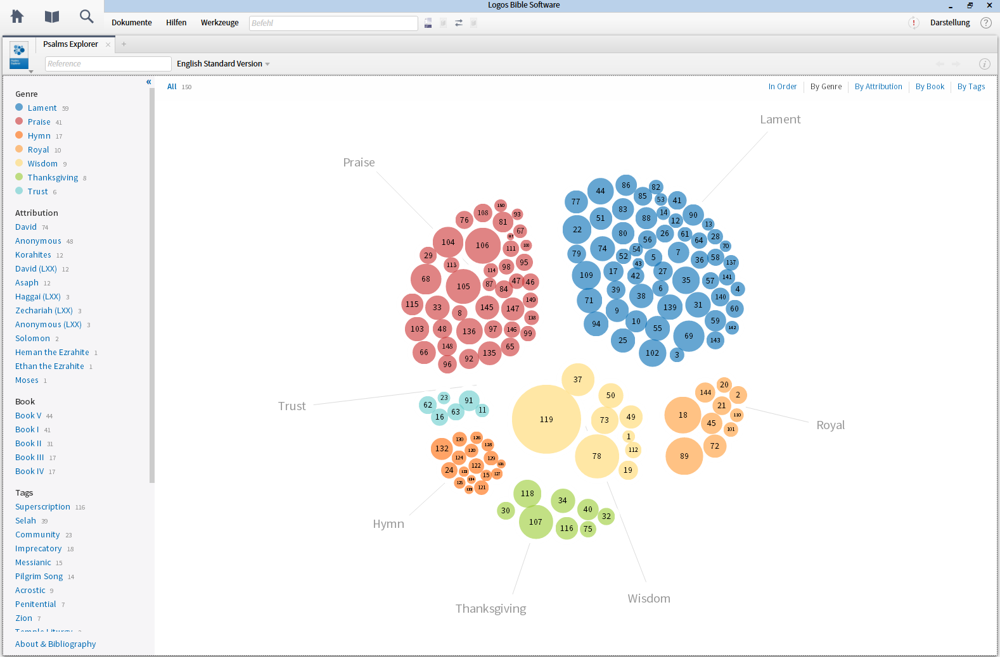 Logos Bible Software
Dokumente Hilfen Werkzeuge Befehl Darstellung
Psalms Explorer
Reference English Standard Version
All 150 In Order By Genre By Attribution By Book By Tags
Genre
Lament 59
Praise 41
Hymn 17
Royal 10
Wisdom 9
Thanksgiving 8
Trust 6
Attribution
David 74
Anonymous 48
Korahites 12
David (LXX) 12
Asaph 12
Haggai (LXX) 3
Zechariah (LXX) 3
Anonymous (LXX) 3
Solomon 2
Heman the Ezrahite 1
Ethan the Ezrahite 1
Moses 1
Book
Book V 44
Book I 41
Book II 31
Book III 17
Book IV 17
Tags
Superscription 116
Selah 39
Community 23
Imprecatory 18
Messianic 15
Pilgrim Song 14
Acrostic 9
Penitential 7
Zion 7
About & Bibliography
Praise
150
108 93
76 81
67
104 106 111 100
29 113 98 95
114
68 105 87 84 47 46
115 33 8 145 147 149
138
103 48 136 97 146 99
66 148 92 135 65
96
Lament
86 82
44 85 53 41
77 83 14
51 88 12 90
22 80 26 61 13
56 64 28
74 54 70
79 52 5 7 36 58 137
43
109 17 42 27 35 57 141
39 38 6 4
71 140
9 139 31 60
94 10 55 59 142
25 69 143
102 3
Trust
62 23 91
16 63 11
37
50
119 73 49
1
78 112
19
Royal
144 20 2
18 21 110
45 101
89 72
Hymn
130 126
132 120 128
124 129 131
24 122 15 127
125 121
Thanksgiving
118 34
30 40 32
107 116 75
Wisdom